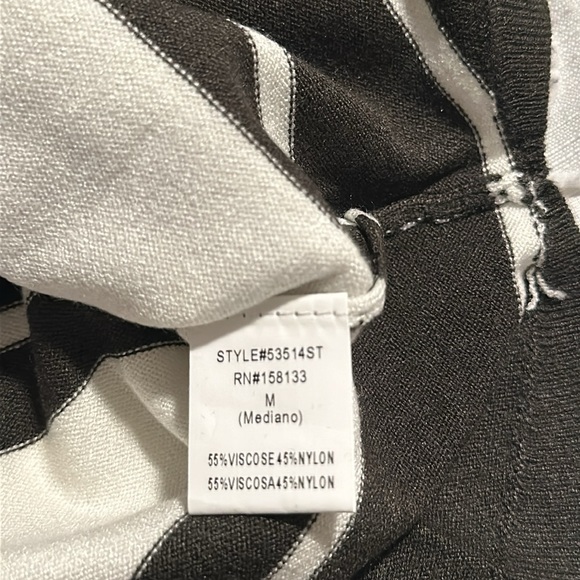 STYLE#53514ST
RN#158133
M
(Mediano)
55%VISCOSE45%NYLON
55%VISCOSA45%NYLON